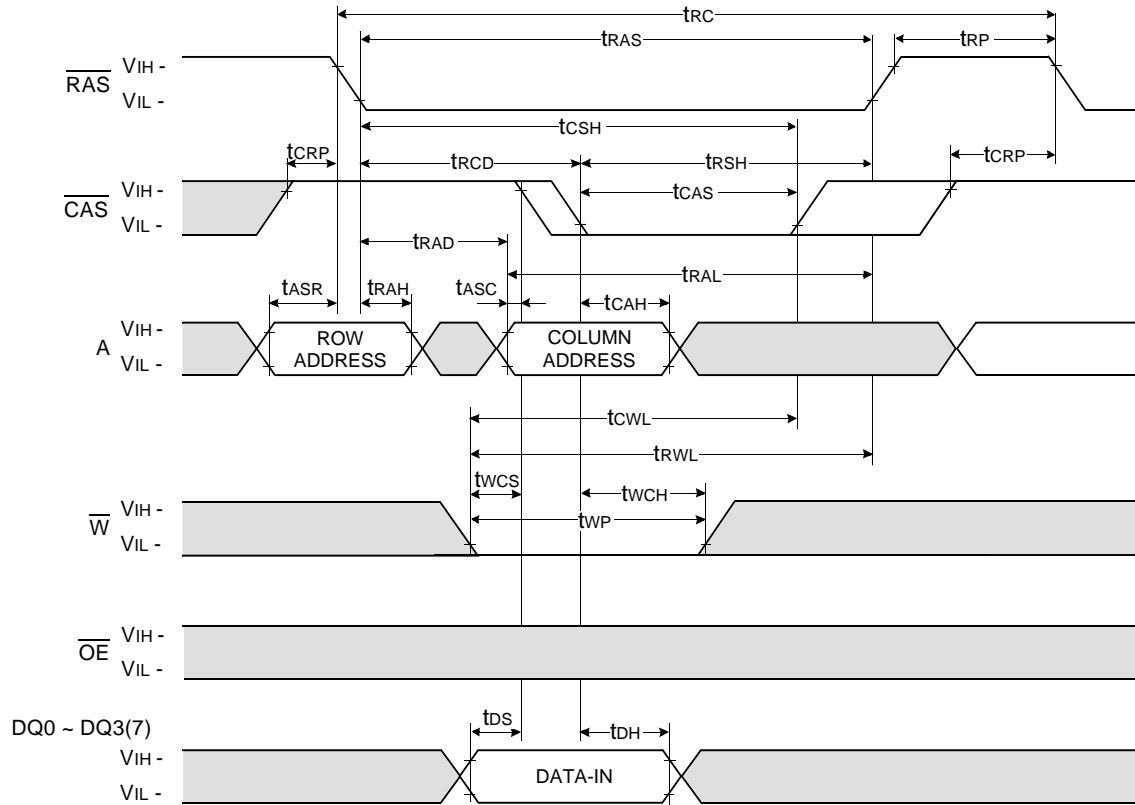 tRC
tRAS
tRP
RAS
VIH -
VIL -
tCSH
tCRP
tRCD
tRSH
tCRP
CAS
VIH -
VIL -
tCAS
tRAD
tRAL
tASR
tRAH
tASC
tCAH
A
VIH -
VIL -
ROW
ADDRESS
COLUMN
ADDRESS
tCWL
tRWL
tWCS
tWCH
W
VIH -
VIL -
tWP
OE
VIH -
VIL -
DQ0 ~ DQ3(7)
tDS
tDH
VIH -
VIL -
DATA-IN